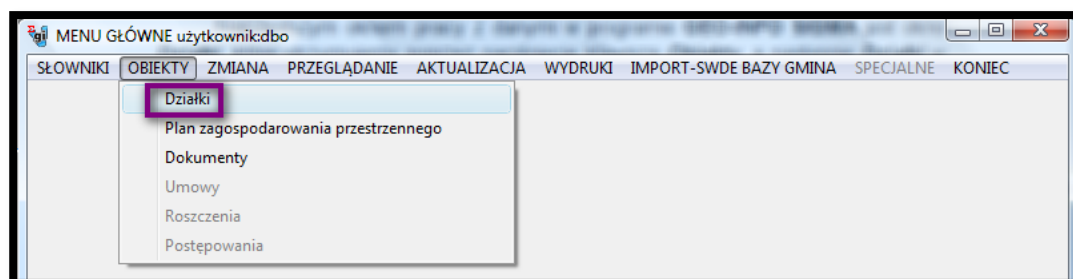 MENU GŁÓWNE użytkownik:dbo
SŁOWNIKI OBIEKTY ZMIANA PRZEGLĄDANIE AKTUALIZACJA WYDRUKI IMPORT-SWDE BAZY GMINA SPECJALNE KONIEC
Działki
Plan zagospodarowania przestrzennego
Dokumenty
Umowy
Roszczenia
Postępowania